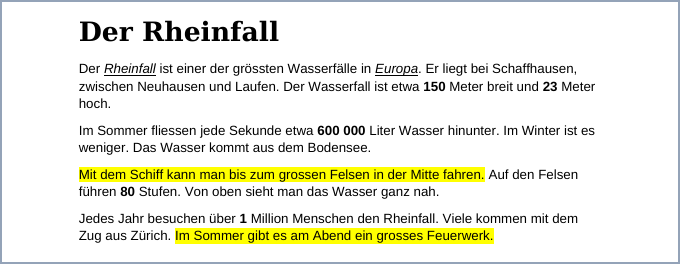 Der Rheinfall
Der Rheinfall ist einer der grössten Wasserfälle in Europa. Er liegt bei Schaffhausen,
zwischen Neuhausen und Laufen. Der Wasserfall ist etwa 150 Meter breit und 23 Meter
hoch.
Im Sommer fliessen jede Sekunde etwa 600 000 Liter Wasser hinunter. Im Winter ist es
weniger. Das Wasser kommt aus dem Bodensee.
Mit dem Schiff kann man bis zum grossen Felsen in der Mitte fahren. Auf den Felsen
führen 80 Stufen. Von oben sieht man das Wasser ganz nah.
Jedes Jahr besuchen über 1 Million Menschen den Rheinfall. Viele kommen mit dem
Zug aus Zürich. Im Sommer gibt es am Abend ein grosses Feuerwerk.